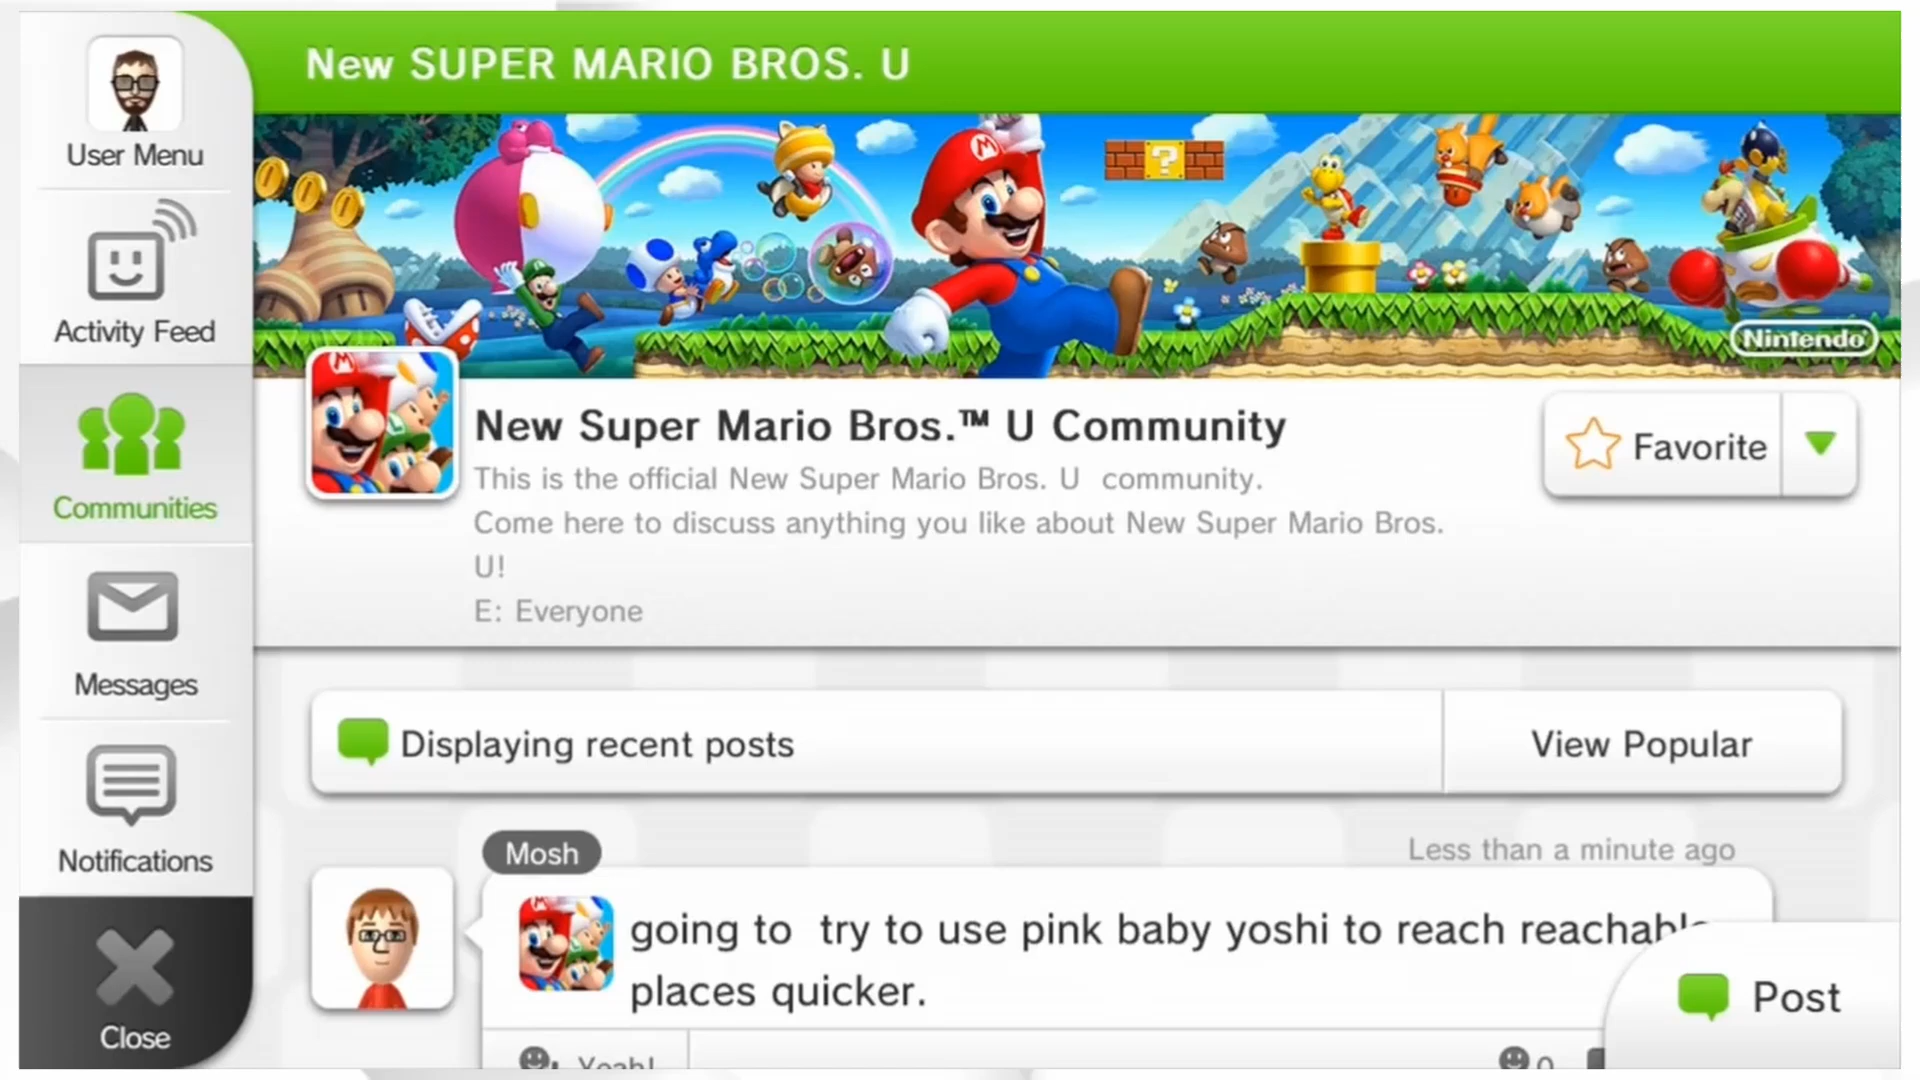 New SUPER MARIO BROS. U
User Menu
Activity Feed
Communities
Messages
Notifications
Close
M
?
Nintendo
New Super Mario Bros.™ U Community
This is the official New Super Mario Bros. U community.
Come here to discuss anything you like about New Super Mario Bros.
U!
E: Everyone
Favorite
Displaying recent posts
View Popular
Mosh
Less than a minute ago
going to try to use pink baby yoshi to reach reachable
places quicker.
Yeah!
0
Post